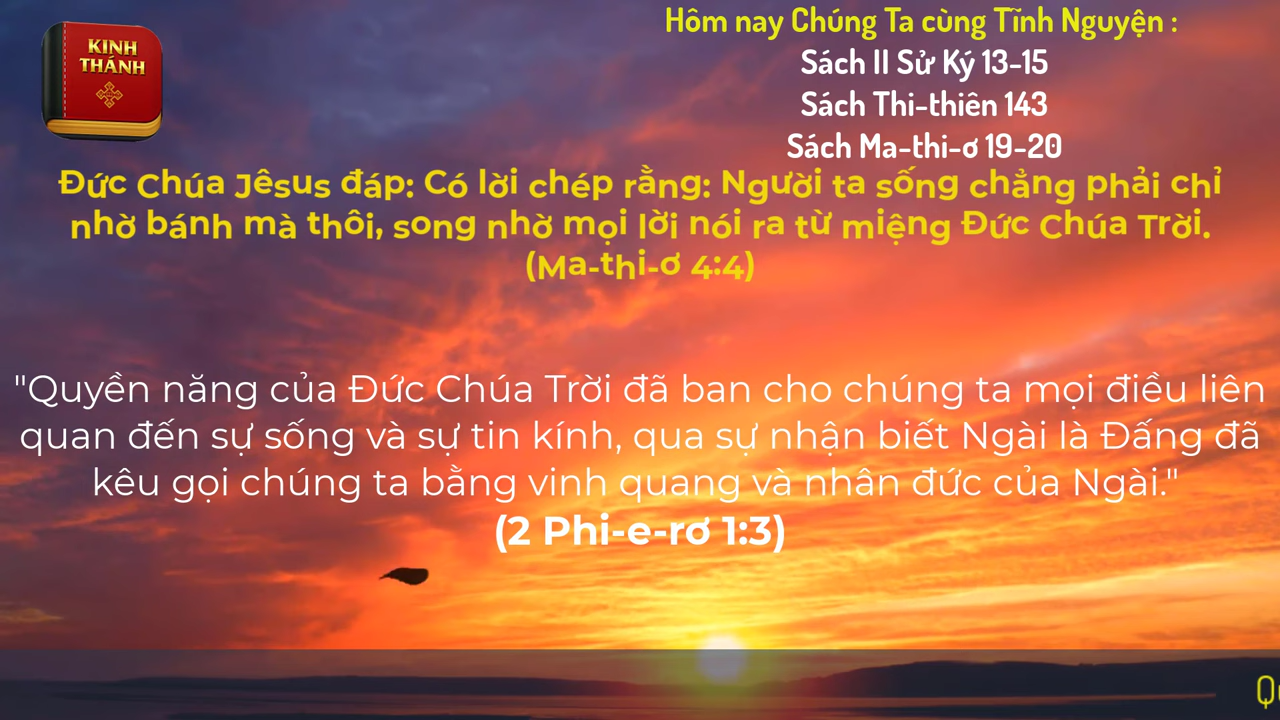 KINH
THÁNH
Hôm nay Chúng Ta cùng Tĩnh Nguyện :
Sách II Sử Ký 13-15
Sách Thi-thiên 143
Sách Ma-thi-ơ 19-20
Đức Chúa Jêsus đáp: Có lời chép rằng: Người ta sống chẳng phải chỉ
nhờ bánh mà thôi, song nhờ mọi lời nói ra từ miệng Đức Chúa Trời.
(Ma-thi-ơ 4:4)
"Quyền năng của Đức Chúa Trời đã ban cho chúng ta mọi điều liên
quan đến sự sống và sự tin kính, qua sự nhận biết Ngài là Đấng đã
kêu gọi chúng ta bằng vinh quang và nhân đức của Ngài."
(2 Phi-e-rơ 1:3)